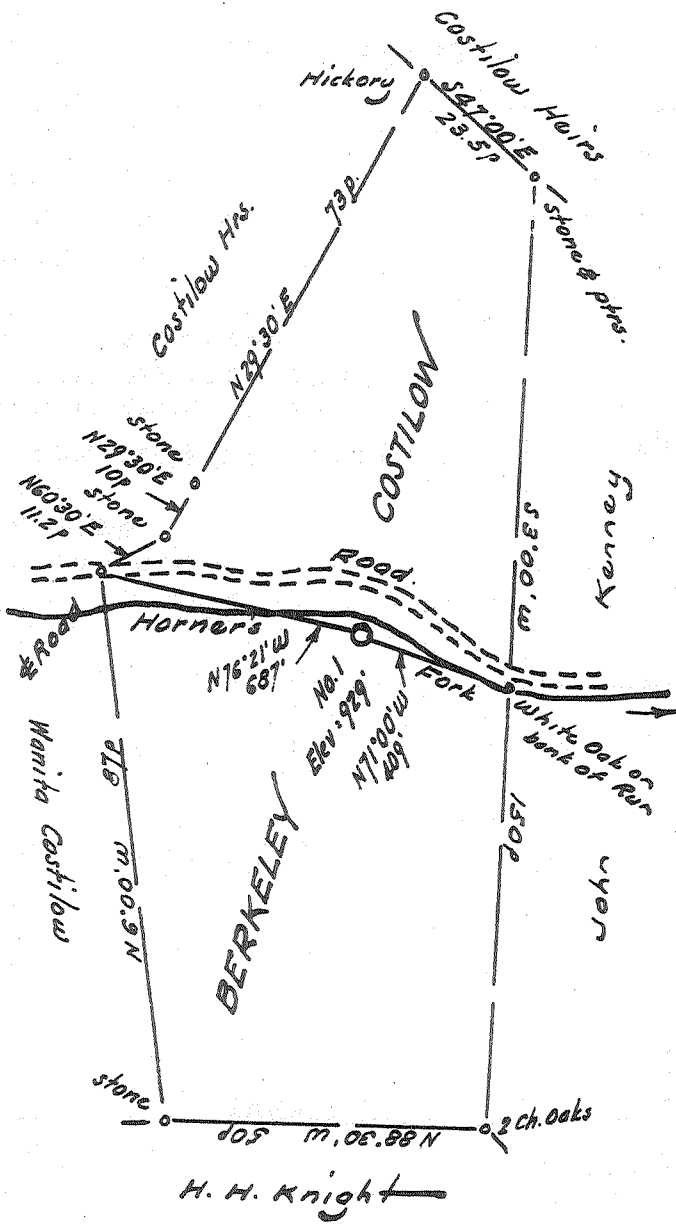 Costilow Heirs
Hickory
S47°00'E
23.5P
Stone & ptrs.
73P.
Costilow Hrs.
N29°30'E
COSTILOW
stone
N29°30'E
10P
stone
N60°30'E
11.2P
S3°00'W
Kenney
Road.
℄ Road
Horners
Fork
N76°21'W
687'
No. 1
Elev: 929'
N71°00'W
409'
White Oak on
bank of Run
Wanita Costilow
87P
N6°00'W
150P
John
BERKELEY
stone
2 Ch. Oaks
N88°30'W 50P
H. H. Knight